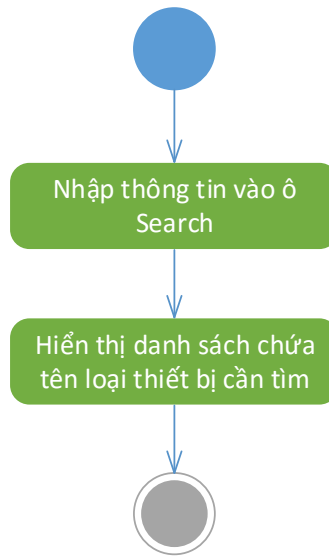 Nhập thông tin vào ô
Search
Hiển thị danh sách chứa
tên loại thiết bị cần tìm